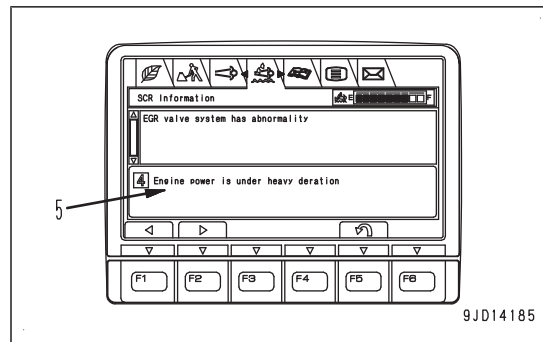 SCR Information
E
F
EGR valve system has abnormality
4 Engine power is under heavy deration
5
F1 F2 F3 F4 F5 F6
9JD14185